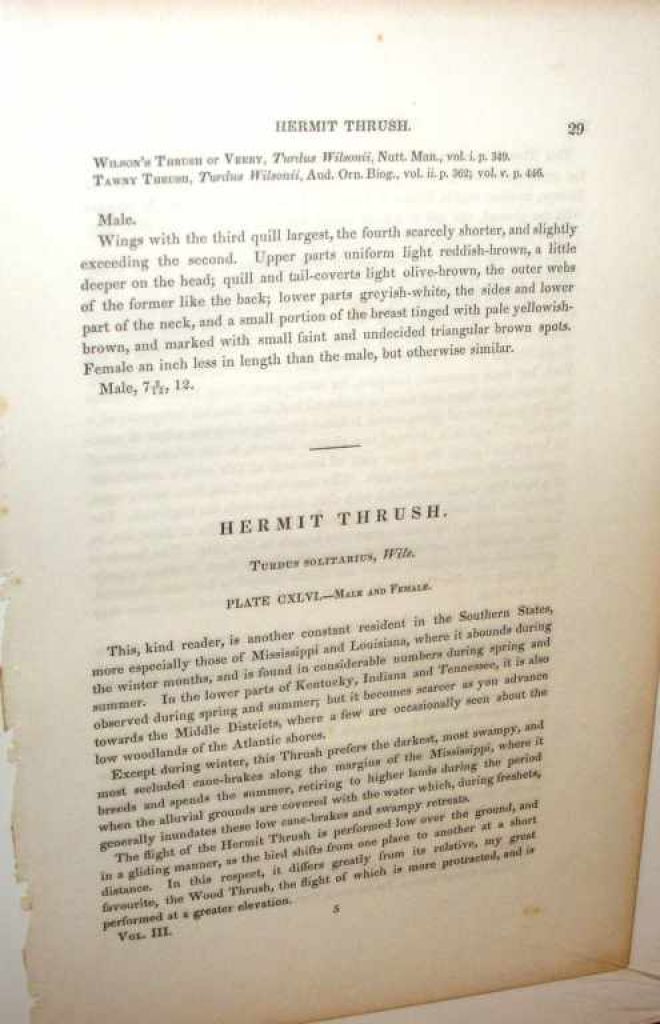 HERMIT THRUSH. 29
Wilson's Thrush or Veery, Turdus Wilsonii, Nutt. Man., vol. i. p. 349.
Tawny Thrush, Turdus Wilsonii, Aud. Orn. Biog., vol. ii. p. 362; vol. v. p. 446.
Male.
Wings with the third quill largest, the fourth scarcely shorter, and slightly
exceeding the second. Upper parts uniform light reddish-brown, a little
deeper on the head; quill and tail-coverts light olive-brown, the outer webs
of the former like the back; lower parts greyish-white, the sides and lower
part of the neck, and a small portion of the breast tinged with pale yellowish-
brown, and marked with small faint and undecided triangular brown spots.
Female an inch less in length than the male, but otherwise similar.
Male, 7 12.
HERMIT THRUSH.
Turdus solitarius, Wils.
PLATE CXLVI.—Male and Female.
This, kind reader, is another constant resident in the Southern States,
more especially those of Mississippi and Louisiana, where it abounds during
the winter months, and is found in considerable numbers during spring and
summer. In the lower parts of Kentucky, Indiana and Tennessee, it is also
observed during spring and summer; but it becomes scarcer as you advance
towards the Middle Districts, where a few are occasionally seen about the
low woodlands of the Atlantic shores.
Except during winter, this Thrush prefers the darkest, most swampy, and
most secluded cane-brakes along the margins of the Mississippi, where it
breeds and spends the summer, retiring to higher lands during the period
when the alluvial grounds are covered with the water which, during freshets,
generally inundates these low cane-brakes and swampy retreats.
The flight of the Hermit Thrush is performed low over the ground, and
in a gliding manner, as the bird shifts from one place to another at a short
distance. In this respect, it differs greatly from its relative, my great
favourite, the Wood Thrush, the flight of which is more protracted, and is
performed at a greater elevation.
Vol. III. 5